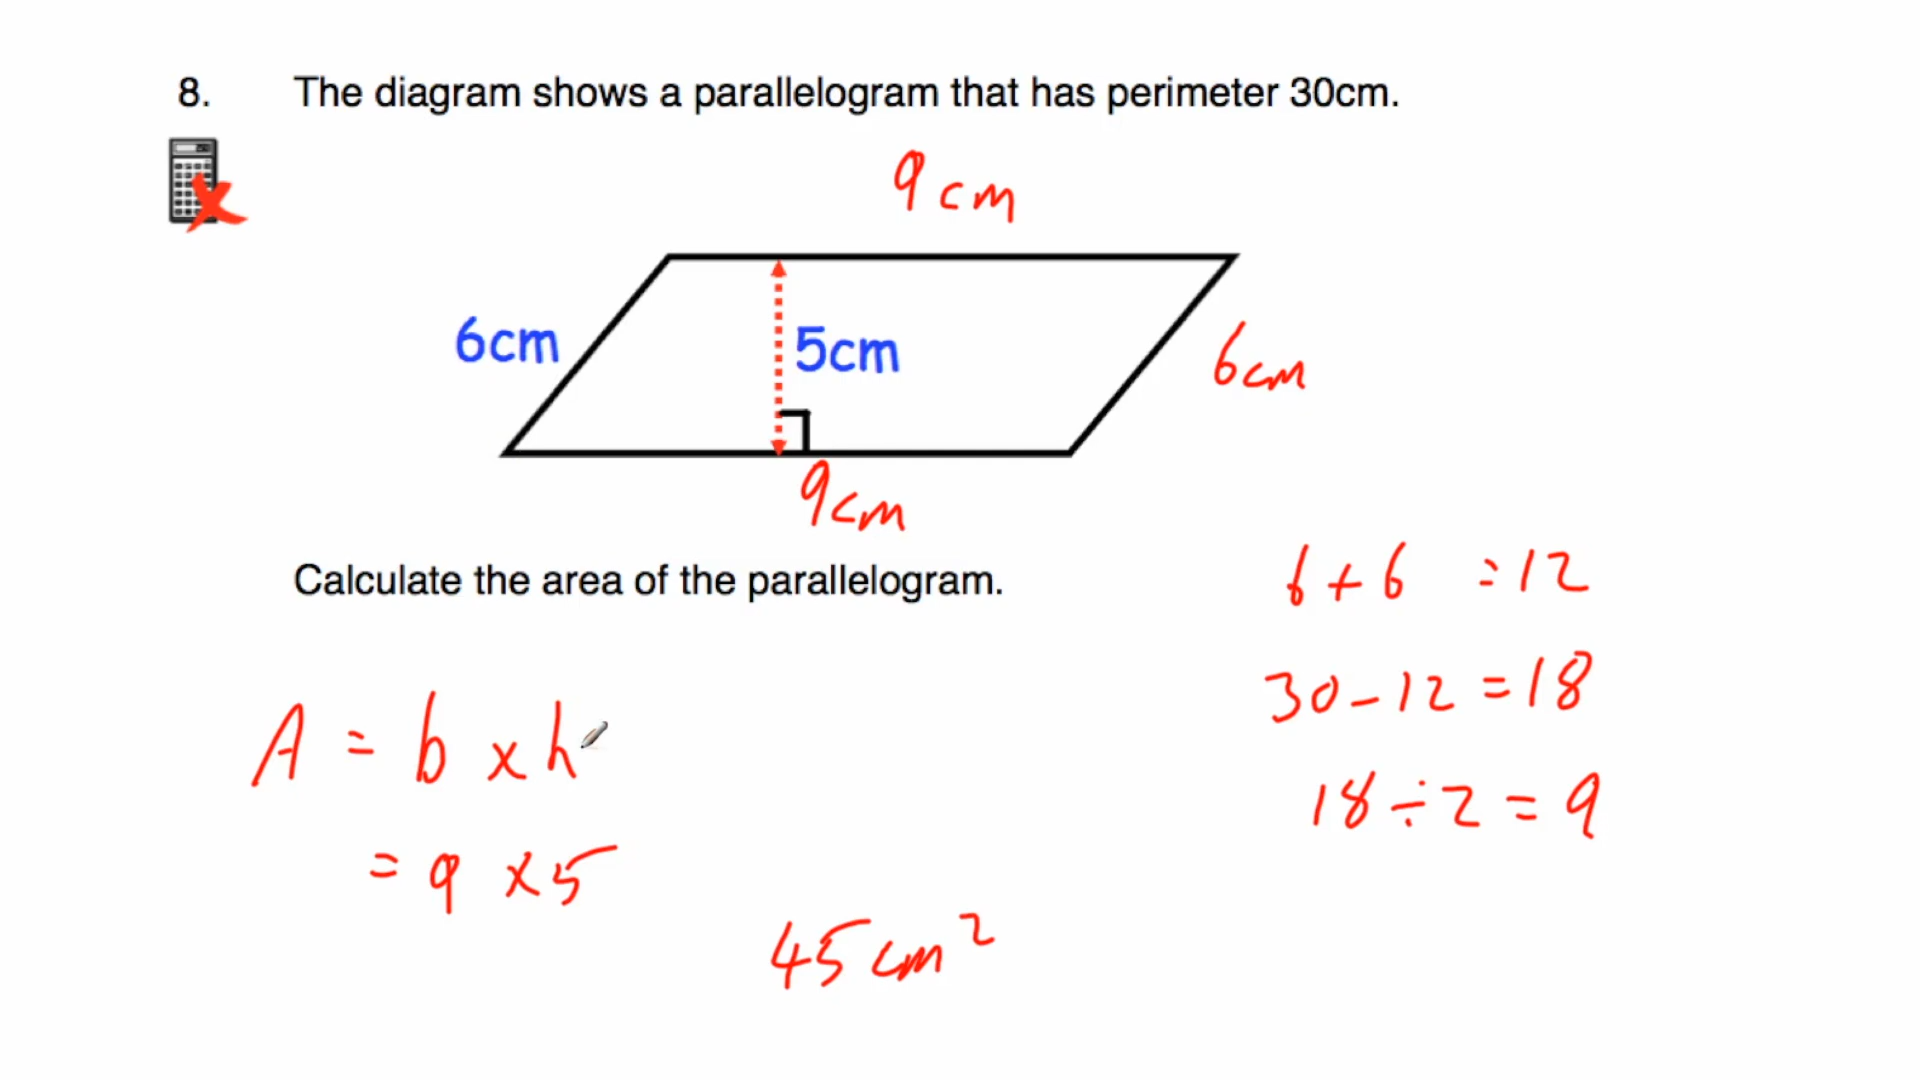 8. The diagram shows a parallelogram that has perimeter 30cm.
9cm
6cm
5cm
6cm
9cm
Calculate the area of the parallelogram.
6 + 6 = 12
30 - 12 = 18
18 ÷ 2 = 9
A = b x h
= 9 x 5
45cm²